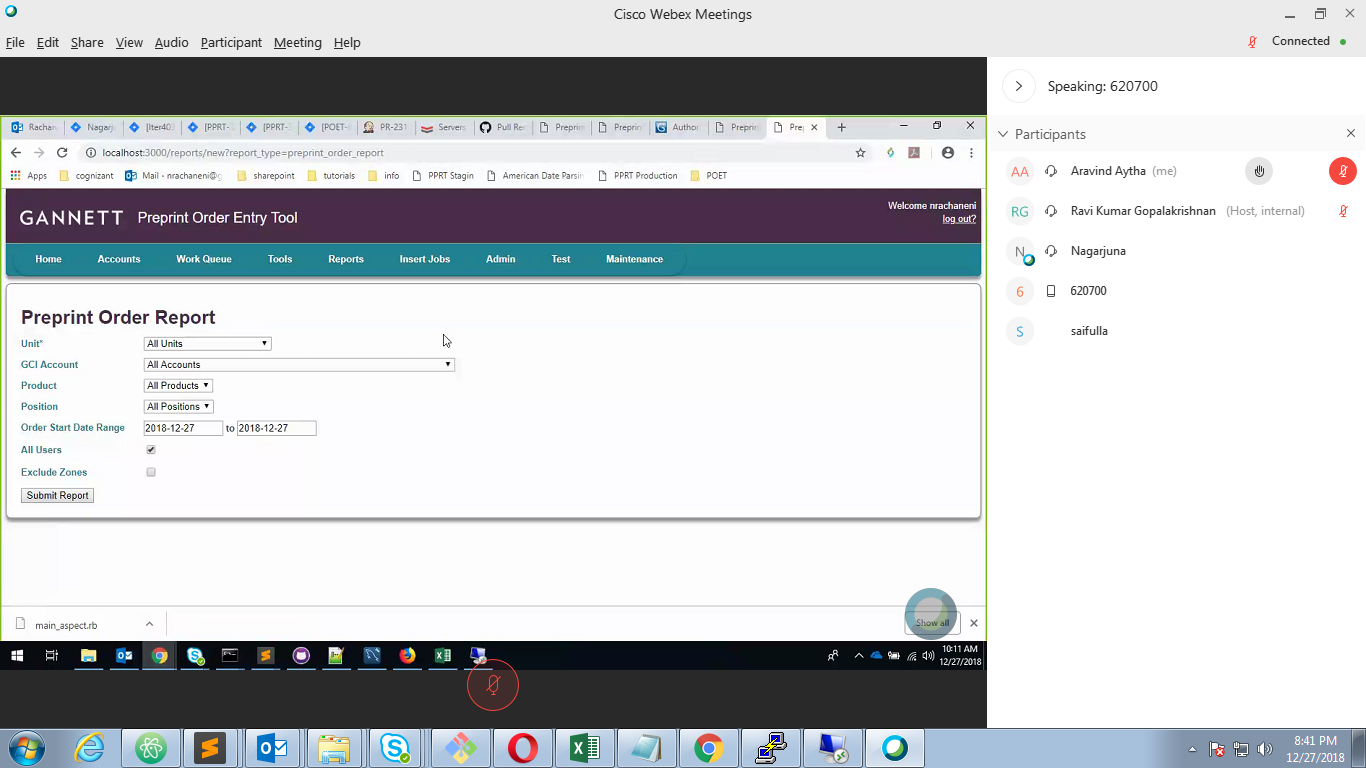 Cisco Webex Meetings
File Edit Share View Audio Participant Meeting Help
Connected
Speaking: 620700
Participants
AA Aravind Aytha (me)
RG Ravi Kumar Gopalakrishnan (Host, internal)
N Nagarjuna
6 620700
S saifulla
Rachan Nagarju [Iter40 [PPRT- [PPRT- [POET- PR-231 Servers Pull Re Preprin Preprin Author Preprin Pre
localhost:3000/reports/new?report_type=preprint_order_report
Apps cognizant Mail - nrachaneni@g sharepoint tutorials info PPRT Stagin American Date Parsin PPRT Production POET
GANNETT Preprint Order Entry Tool
Welcome nrachaneni
log out?
Home Accounts Work Queue Tools Reports Insert Jobs Admin Test Maintenance
Preprint Order Report
Unit* All Units
GCI Account All Accounts
Product All Products
Position All Positions
Order Start Date Range 2018-12-27 to 2018-12-27
All Users
Exclude Zones
Submit Report
main_aspect.rb
Show all
10:11 AM
12/27/2018
8:41 PM
12/27/2018